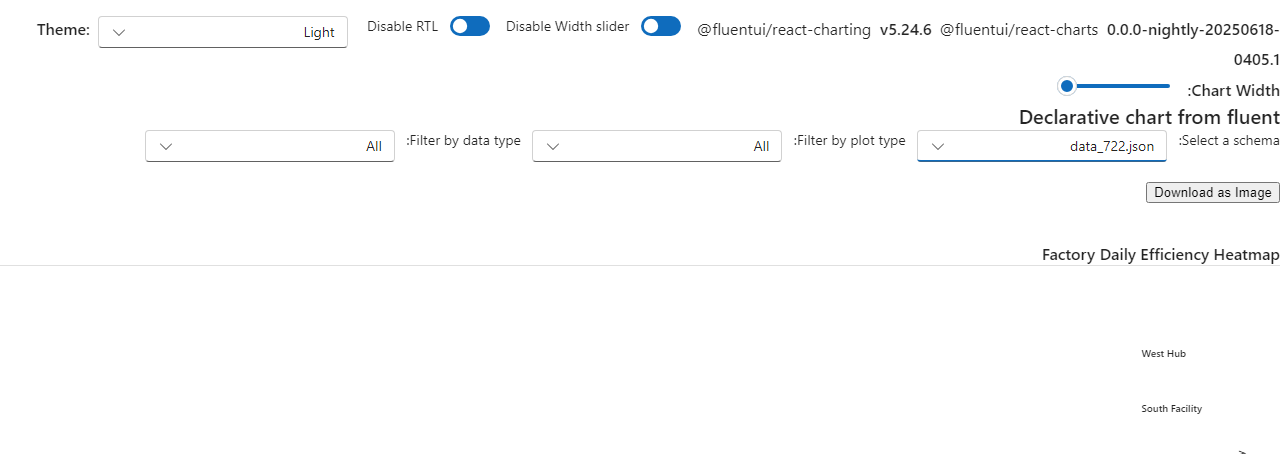 Theme: Light Disable RTL Disable Width slider @fluentui/react-charting v5.24.6 @fluentui/react-charts 0.0.0-nightly-20250618-
0405.1
:Chart Width
Declarative chart from fluent
:Select a schema data_722.json :Filter by plot type All :Filter by data type All
Download as Image
Factory Daily Efficiency Heatmap
West Hub
South Facility